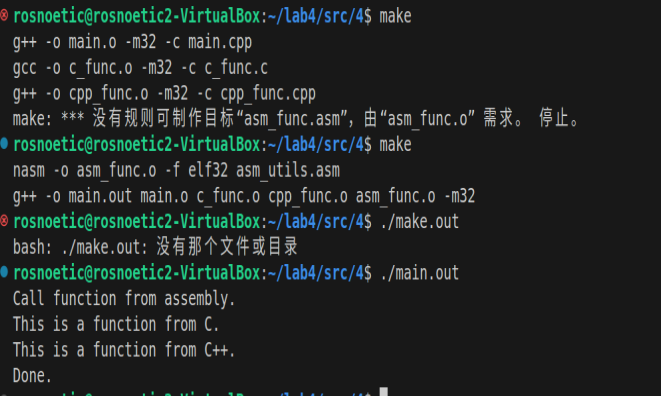 rosnoetic@rosnoetic2-VirtualBox:~/lab4/src/4$ make
g++ -o main.o -m32 -c main.cpp
gcc -o c_func.o -m32 -c c_func.c
g++ -o cpp_func.o -m32 -c cpp_func.cpp
make: *** 没有规则可制作目标“asm_func.asm”，由“asm_func.o” 需求。 停止。
rosnoetic@rosnoetic2-VirtualBox:~/lab4/src/4$ make
nasm -o asm_func.o -f elf32 asm_utils.asm
g++ -o main.out main.o c_func.o cpp_func.o asm_func.o -m32
rosnoetic@rosnoetic2-VirtualBox:~/lab4/src/4$ ./make.out
bash: ./make.out: 没有那个文件或目录
rosnoetic@rosnoetic2-VirtualBox:~/lab4/src/4$ ./main.out
Call function from assembly.
This is a function from C.
This is a function from C++.
Done.